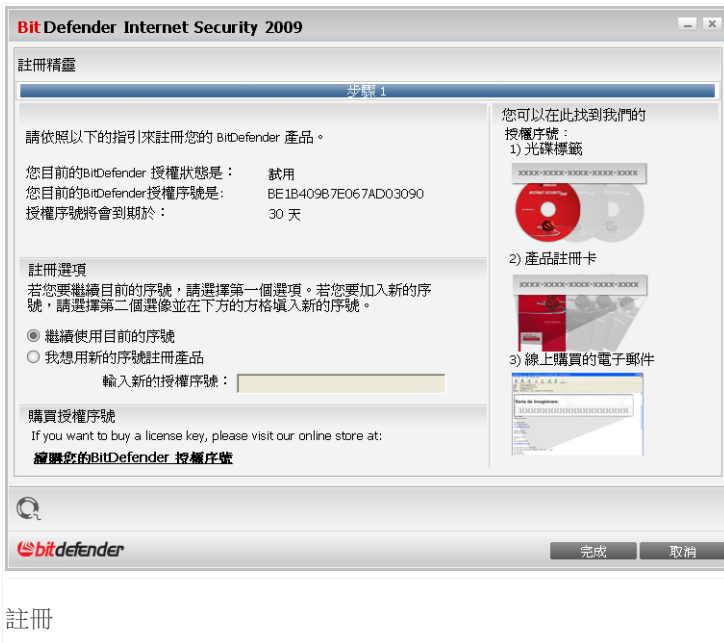 BitDefender Internet Security 2009
註冊精靈
步驟 1
請依照以下的指引來註冊您的 BitDefender 產品。
您目前的BitDefender 授權狀態是： 試用
您目前的BitDefender授權序號是: BE1B409B7E067AD03090
授權序號將會到期於： 30 天
註冊選項
若您要繼續目前的序號，請選擇第一個選項。若您要加入新的序
號，請選擇第二個選像並在下方的方格填入新的序號。
繼續使用目前的序號
我想用新的序號註冊產品
輸入新的授權序號：
購買授權序號
If you want to buy a license key, please visit our online store at:
續購您的BitDefender 授權序號
您可以在此找到我們的
授權序號：
1) 光碟標籤
XXXX-XXXX-XXXX-XXXX-XXXX
2) 產品註冊卡
XXXX-XXXX-XXXX-XXXX-XXXX
3) 線上購買的電子郵件
Serie de Inregistrare:
bitdefender
完成
取消
註冊